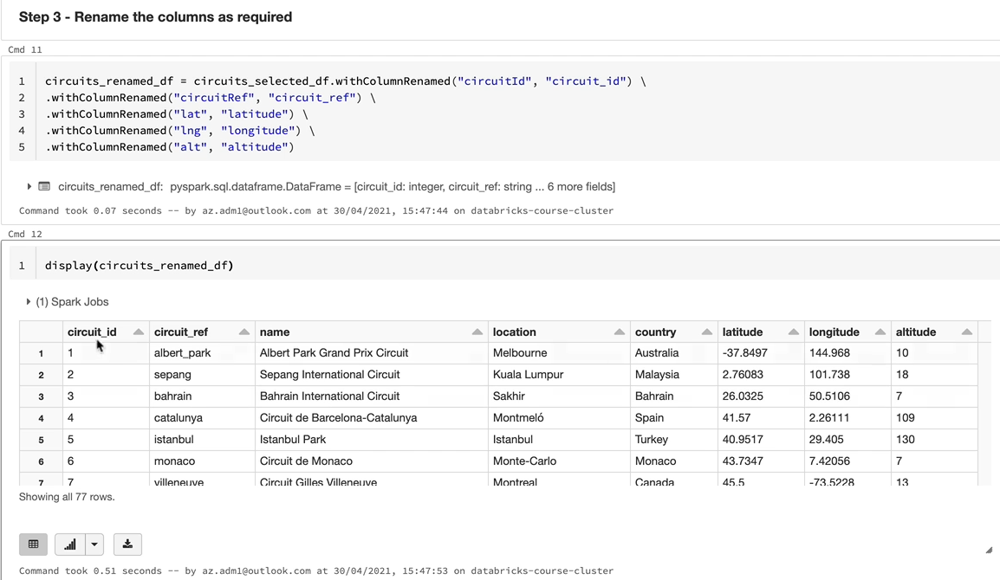 Step 3 - Rename the columns as required
Cmd 11
1 circuits_renamed_df = circuits_selected_df.withColumnRenamed("circuitId", "circuit_id") \
2 .withColumnRenamed("circuitRef", "circuit_ref") \
3 .withColumnRenamed("lat", "latitude") \
4 .withColumnRenamed("lng", "longitude") \
5 .withColumnRenamed("alt", "altitude")
circuits_renamed_df: pyspark.sql.dataframe.DataFrame = [circuit_id: integer, circuit_ref: string ... 6 more fields]
Command took 0.07 seconds -- by az.adm1@outlook.com at 30/04/2021, 15:47:44 on databricks-course-cluster
Cmd 12
1 display(circuits_renamed_df)
(1) Spark Jobs
circuit_id circuit_ref name location country latitude longitude altitude
1 1 albert_park Albert Park Grand Prix Circuit Melbourne Australia -37.8497 144.968 10
2 2 sepang Sepang International Circuit Kuala Lumpur Malaysia 2.76083 101.738 18
3 3 bahrain Bahrain International Circuit Sakhir Bahrain 26.0325 50.5106 7
4 4 catalunya Circuit de Barcelona-Catalunya Montmeló Spain 41.57 2.26111 109
5 5 istanbul Istanbul Park Istanbul Turkey 40.9517 29.405 130
6 6 monaco Circuit de Monaco Monte-Carlo Monaco 43.7347 7.42056 7
7 7 villeneuve Circuit Gilles Villeneuve Montreal Canada 45.5 -73.5228 13
Showing all 77 rows.
Command took 0.51 seconds -- by az.adm1@outlook.com at 30/04/2021, 15:47:53 on databricks-course-cluster